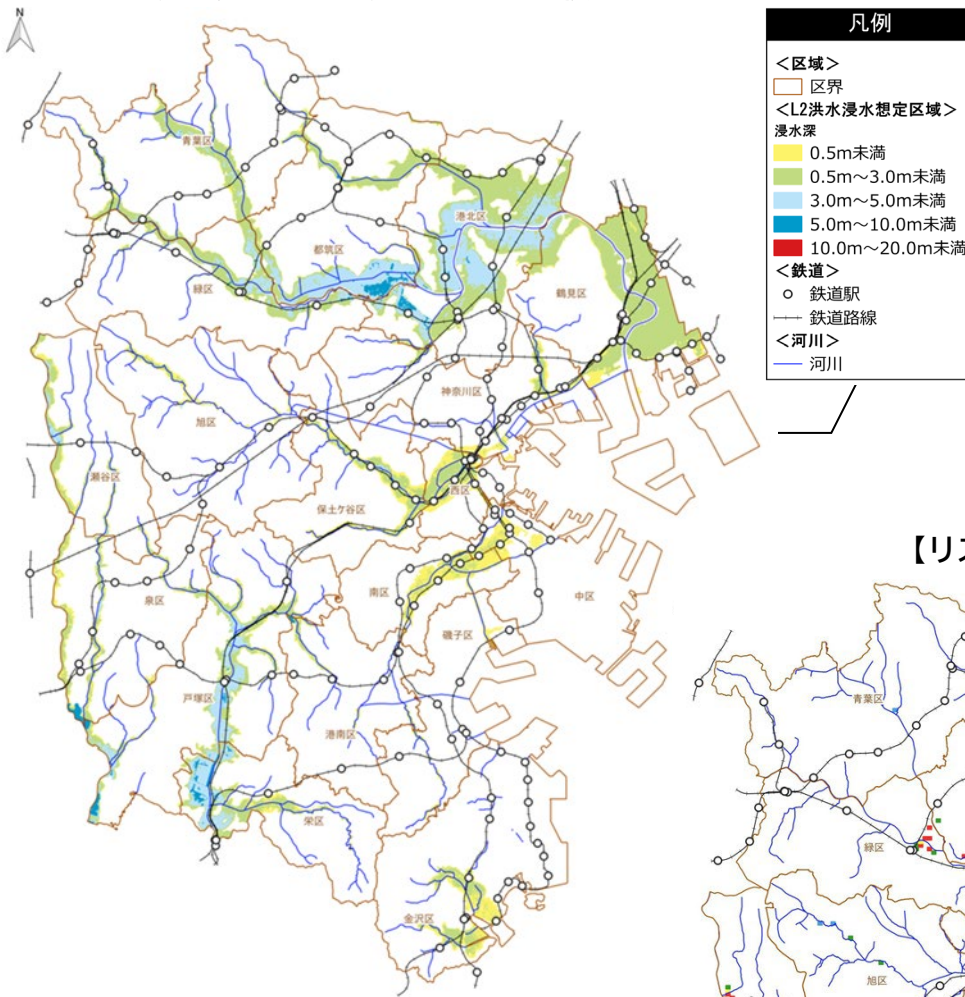 N
凡例
<区域>
区界
<L2洪水浸水想定区域>
浸水深
0.5m未満
0.5m～3.0m未満
3.0m～5.0m未満
5.0m～10.0m未満
10.0m～20.0m未満
<鉄道>
鉄道駅
鉄道路線
<河川>
河川
青葉区
港北区
都筑区
緑区
鶴見区
神奈川区
旭区
瀬谷区
西区
保土ケ谷区
南区
中区
泉区
磯子区
戸塚区
港南区
栄区
金沢区
【リス
青葉区
緑区
旭区